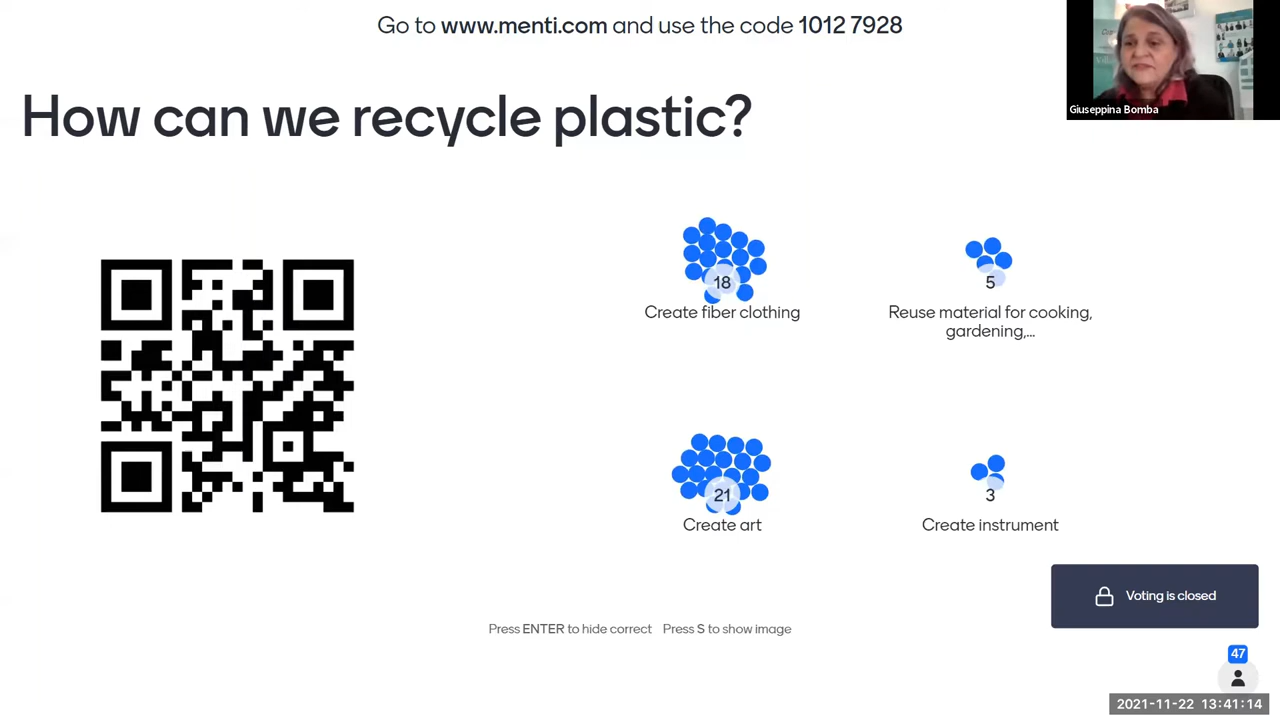 Go to www.menti.com and use the code 1012 7928
Giuseppina Bomba
How can we recycle plastic?
18
Create fiber clothing
5
Reuse material for cooking,
gardening,...
21
Create art
3
Create instrument
Voting is closed
Press ENTER to hide correct Press S to show image
47
2021-11-22 13:41:14